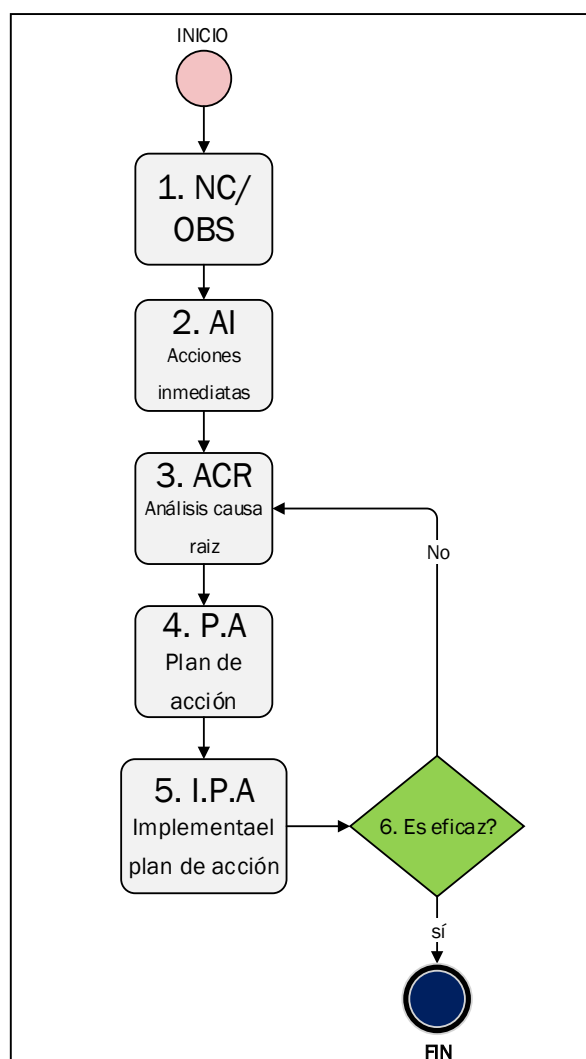 INICIO
1. NC/
OBS
2. AI
Acciones
inmediatas
3. ACR
Análisis causa
raiz
No
4. P.A
Plan de
acción
5. I.P.A
Implementael
plan de acción
6. Es eficaz?
sí
FIN